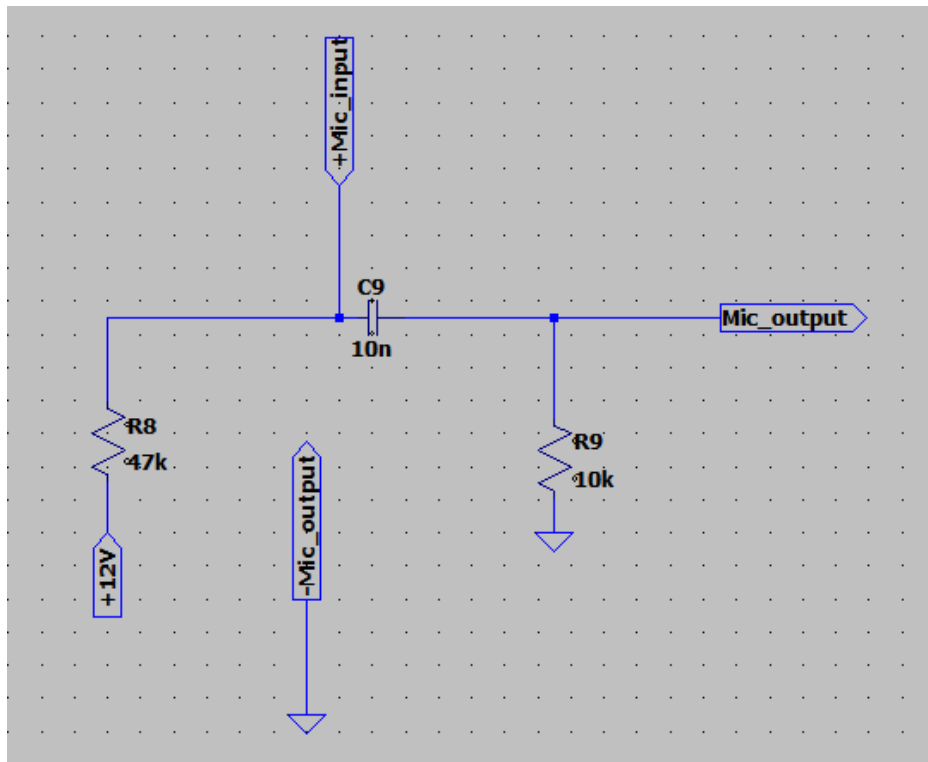 +Mic_input
C9
10n
Mic_output
R8
47k
R9
10k
-Mic_output
+12V